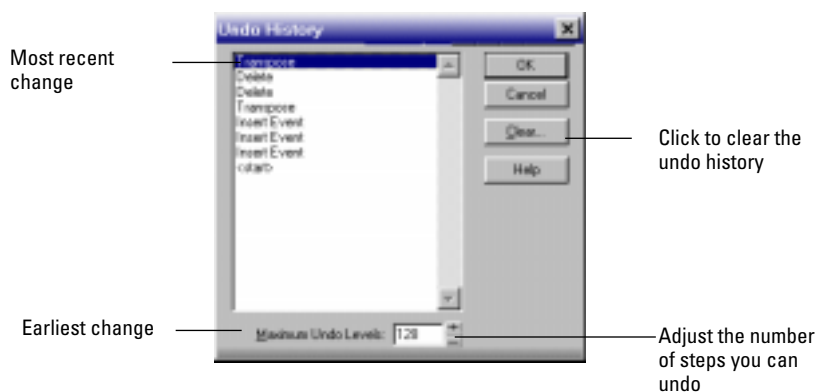 Undo History
Most recent
change
Transpose
Delete
Delete
Transpose
Insert Event
Insert Event
Insert Event
<start>
OK
Cancel
Clear...
Help
Click to clear the
undo history
Earliest change
Maximum Undo Levels: 128
Adjust the number
of steps you can
undo